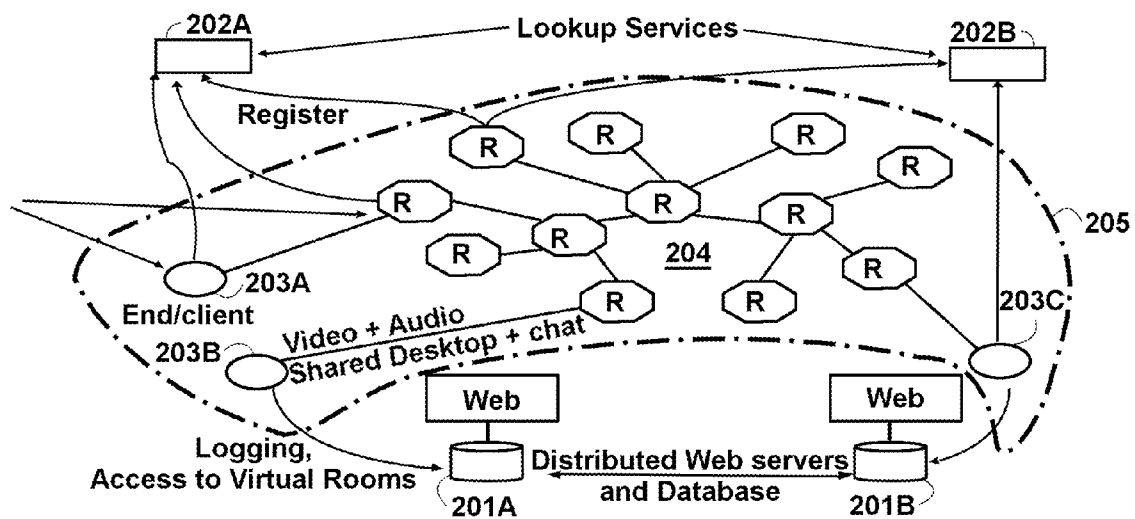 202A
Lookup Services
202B
Register
R
R
R
R
R
R
R
R
R
R
R
R
204
205
203A
End/client
203C
203B
Video + Audio
Shared Desktop + chat
Web
Web
Logging,
Access to Virtual Rooms
Distributed Web servers
and Database
201A
201B